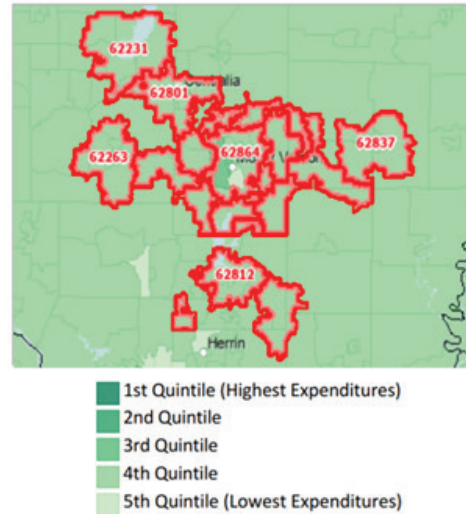 62231
Centralia
62801
62263
62864
62837
62812
Herrin
1st Quintile (Highest Expenditures)
2nd Quintile
3rd Quintile
4th Quintile
5th Quintile (Lowest Expenditures)